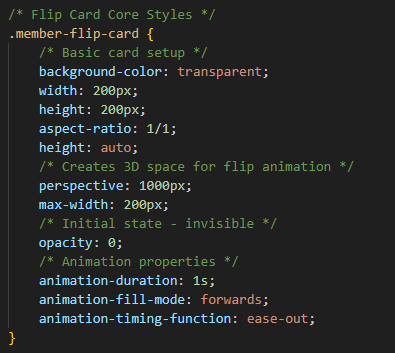 /* Flip Card Core Styles */
.member-flip-card {
/* Basic card setup */
background-color: transparent;
width: 200px;
height: 200px;
aspect-ratio: 1/1;
height: auto;
/* Creates 3D space for flip animation */
perspective: 1000px;
max-width: 200px;
/* Initial state - invisible */
opacity: 0;
/* Animation properties */
animation-duration: 1s;
animation-fill-mode: forwards;
animation-timing-function: ease-out;
}